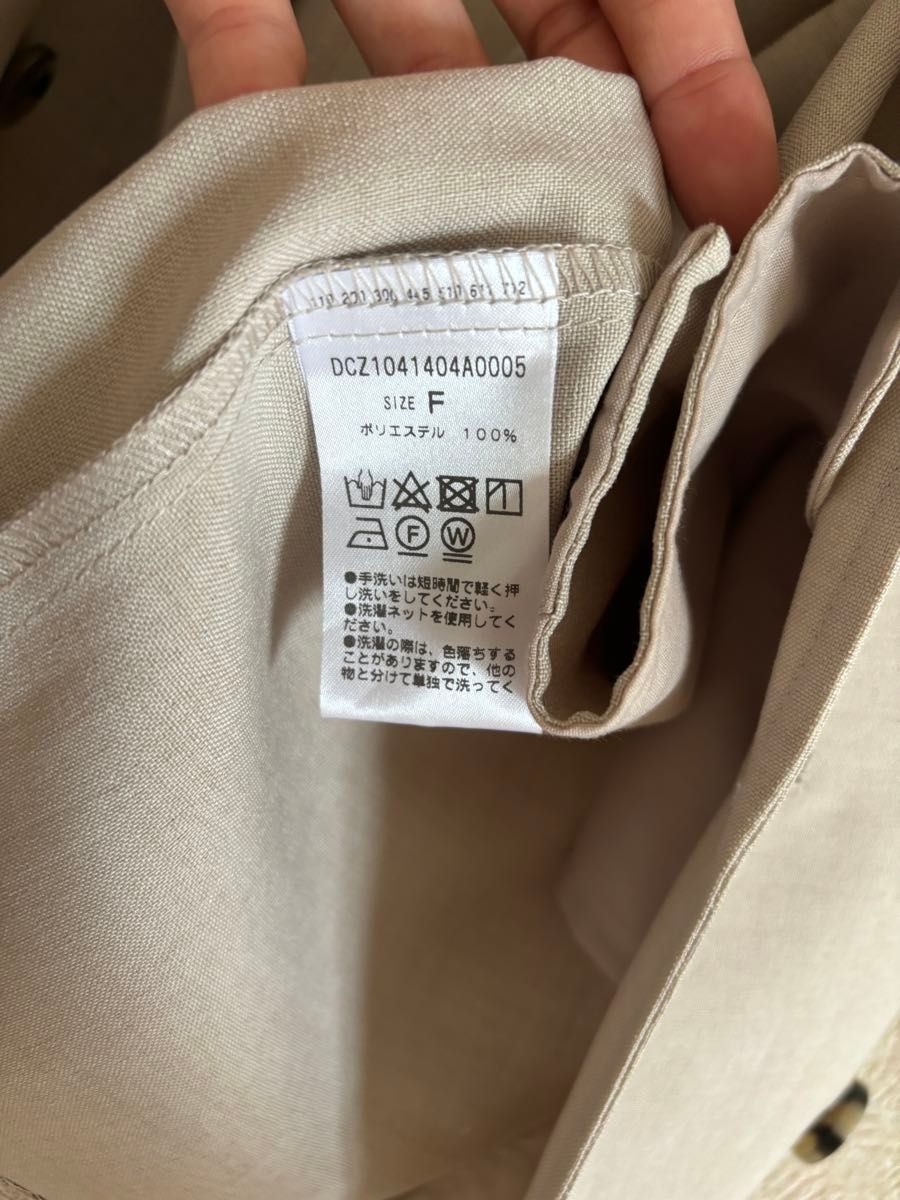 DCZ1041404A0005
SIZE F
ポリエステル 100%
F W
●手洗いは短時間で軽く押
し洗いをしてください。
●洗濯ネットを使用してく
ださい。
●洗濯の際は、色落ちする
ことがありますので、他の
物と分けて単独で洗ってく